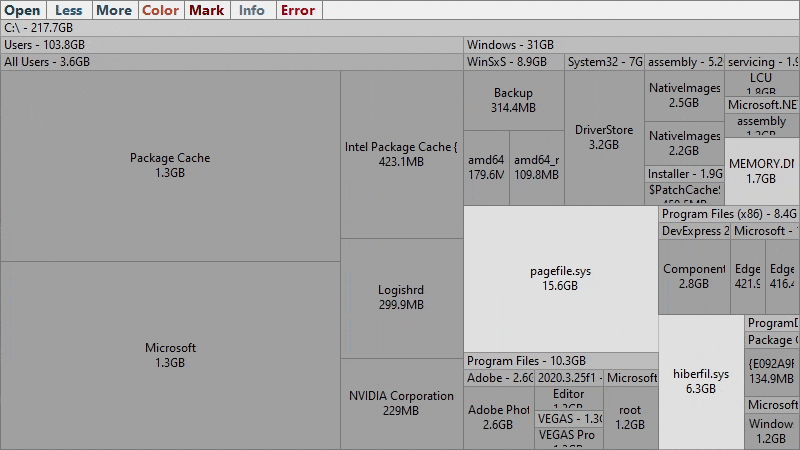 Open Less More Color Mark Info Error
C:\ - 217.7GB
Users - 103.8GB
All Users - 3.6GB
Package Cache
1.3GB
Microsoft
1.3GB
Intel Package Cache {
423.1MB
Logishrd
299.9MB
NVIDIA Corporation
229MB
Windows - 31GB
WinSxS - 8.9GB
Backup
314.4MB
amd64
179.6M
amd64_r
109.8MB
System32 - 7G
DriverStore
3.2GB
assembly - 5.2
NativeImages
2.5GB
NativeImages
2.2GB
Installer - 1.9G
$PatchCache$
servicing - 1.9
LCU
1.8GB
Microsoft.NE
assembly
1.2GB
MEMORY.DM
1.7GB
pagefile.sys
15.6GB
Program Files - 10.3GB
Adobe - 2.6G
Adobe Phot
2.6GB
2020.3.25f1 -
Editor
VEGAS - 1.3G
VEGAS Pro
Microsoft
root
1.2GB
Program Files (x86) - 8.4G
DevExpress 2
Component
2.8GB
Microsoft - 1
Edge
421.9
Edge
416.4
hiberfil.sys
6.3GB
ProgramD
Package C
{E092A9F
134.9MB
Microsoft
Window
1.2GB